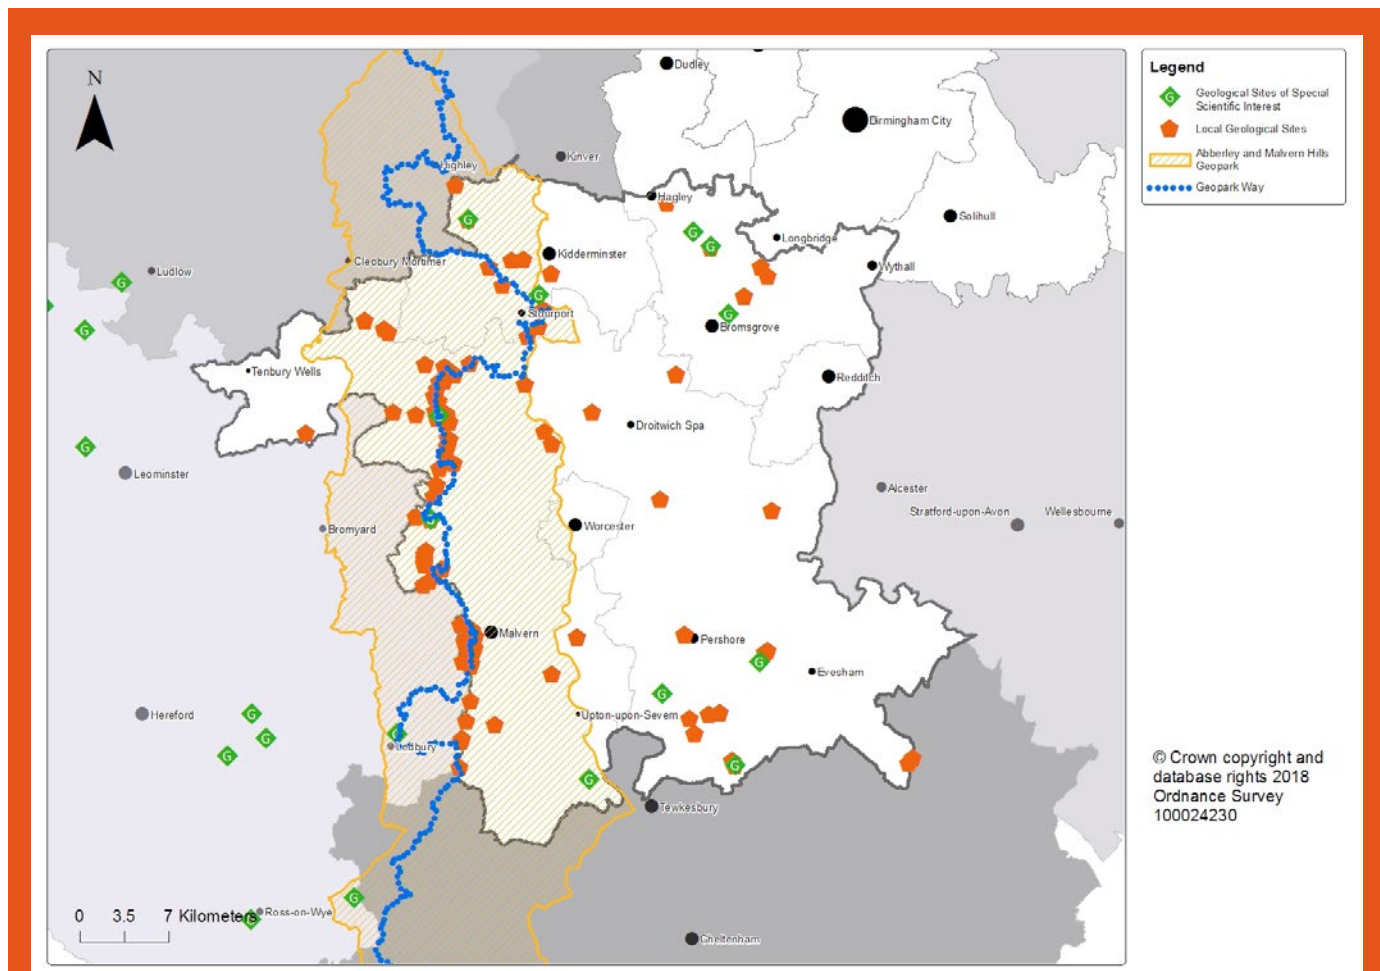 N
Dudley
Birmingham City
Kinver
Highley
Hagley
Solihull
Longbridge
Kidderminster
Cleobury Mortimer
Wythall
Ludlow
G
G
G
G
G
G
G
G
Stourport
Bromsgrove
Tenbury Wells
Redditch
G
Droitwich Spa
G
Leominster
Alcester
Stratford-upon-Avon
Wellesbourne
Bromyard
G
Worcester
Malvern
Pershore
G
Evesham
G
Hereford
G
Upton-upon-Severn
G
G
Ledbury
G
G
G
Tewkesbury
G
Ross-on-Wye
G
Cheltenham
0 3.5 7 Kilometers
Legend
G
Geological Sites of Special
Scientific Interest
Local Geological Sites
Abberley and Malvern Hills
Geopark
Geopark Way
© Crown copyright and
database rights 2018
Ordnance Survey
100024230